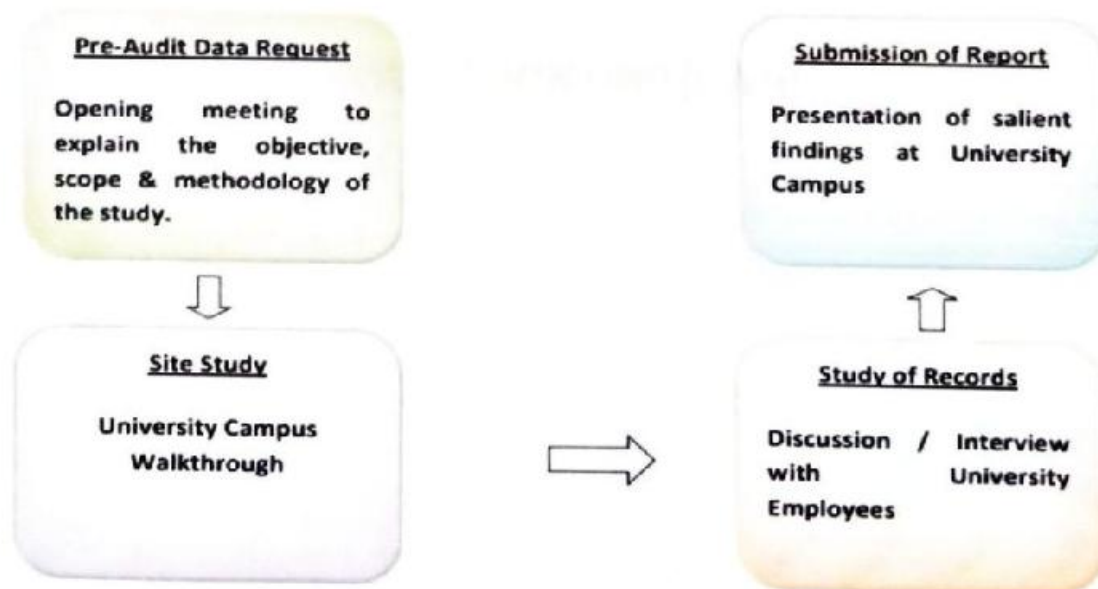 Pre-Audit Data Request
Opening meeting to
explain the objective,
scope & methodology of
the study.
Site Study
University Campus
Walkthrough
Study of Records
Discussion / Interview
with University
Employees
Submission of Report
Presentation of salient
findings at University
Campus